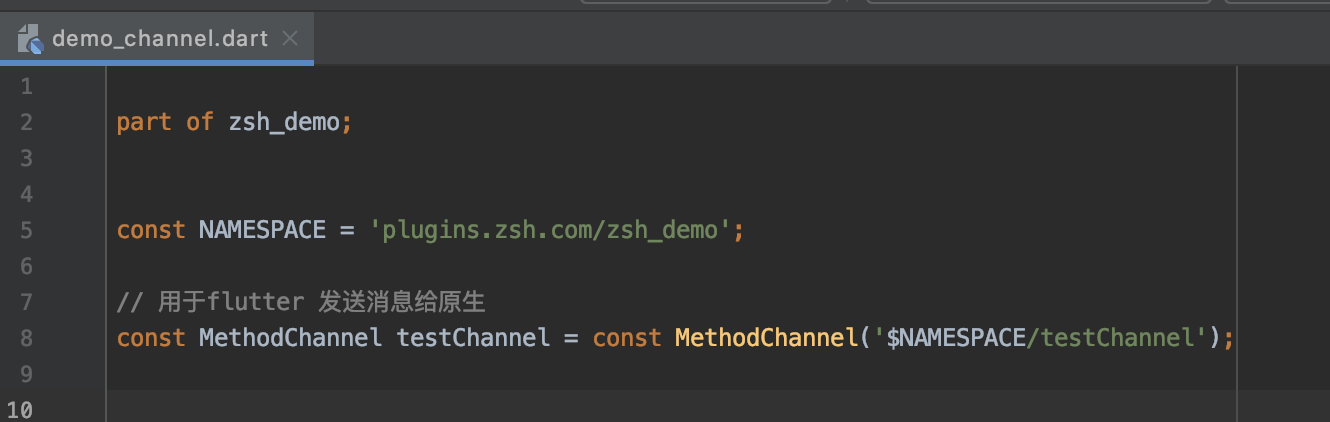 demo_channel.dart
1
2 part of zsh_demo;
3
4
5 const NAMESPACE = 'plugins.zsh.com/zsh_demo';
6
7 // 用于flutter 发送消息给原生
8 const MethodChannel testChannel = const MethodChannel('$NAMESPACE/testChannel');
9
10